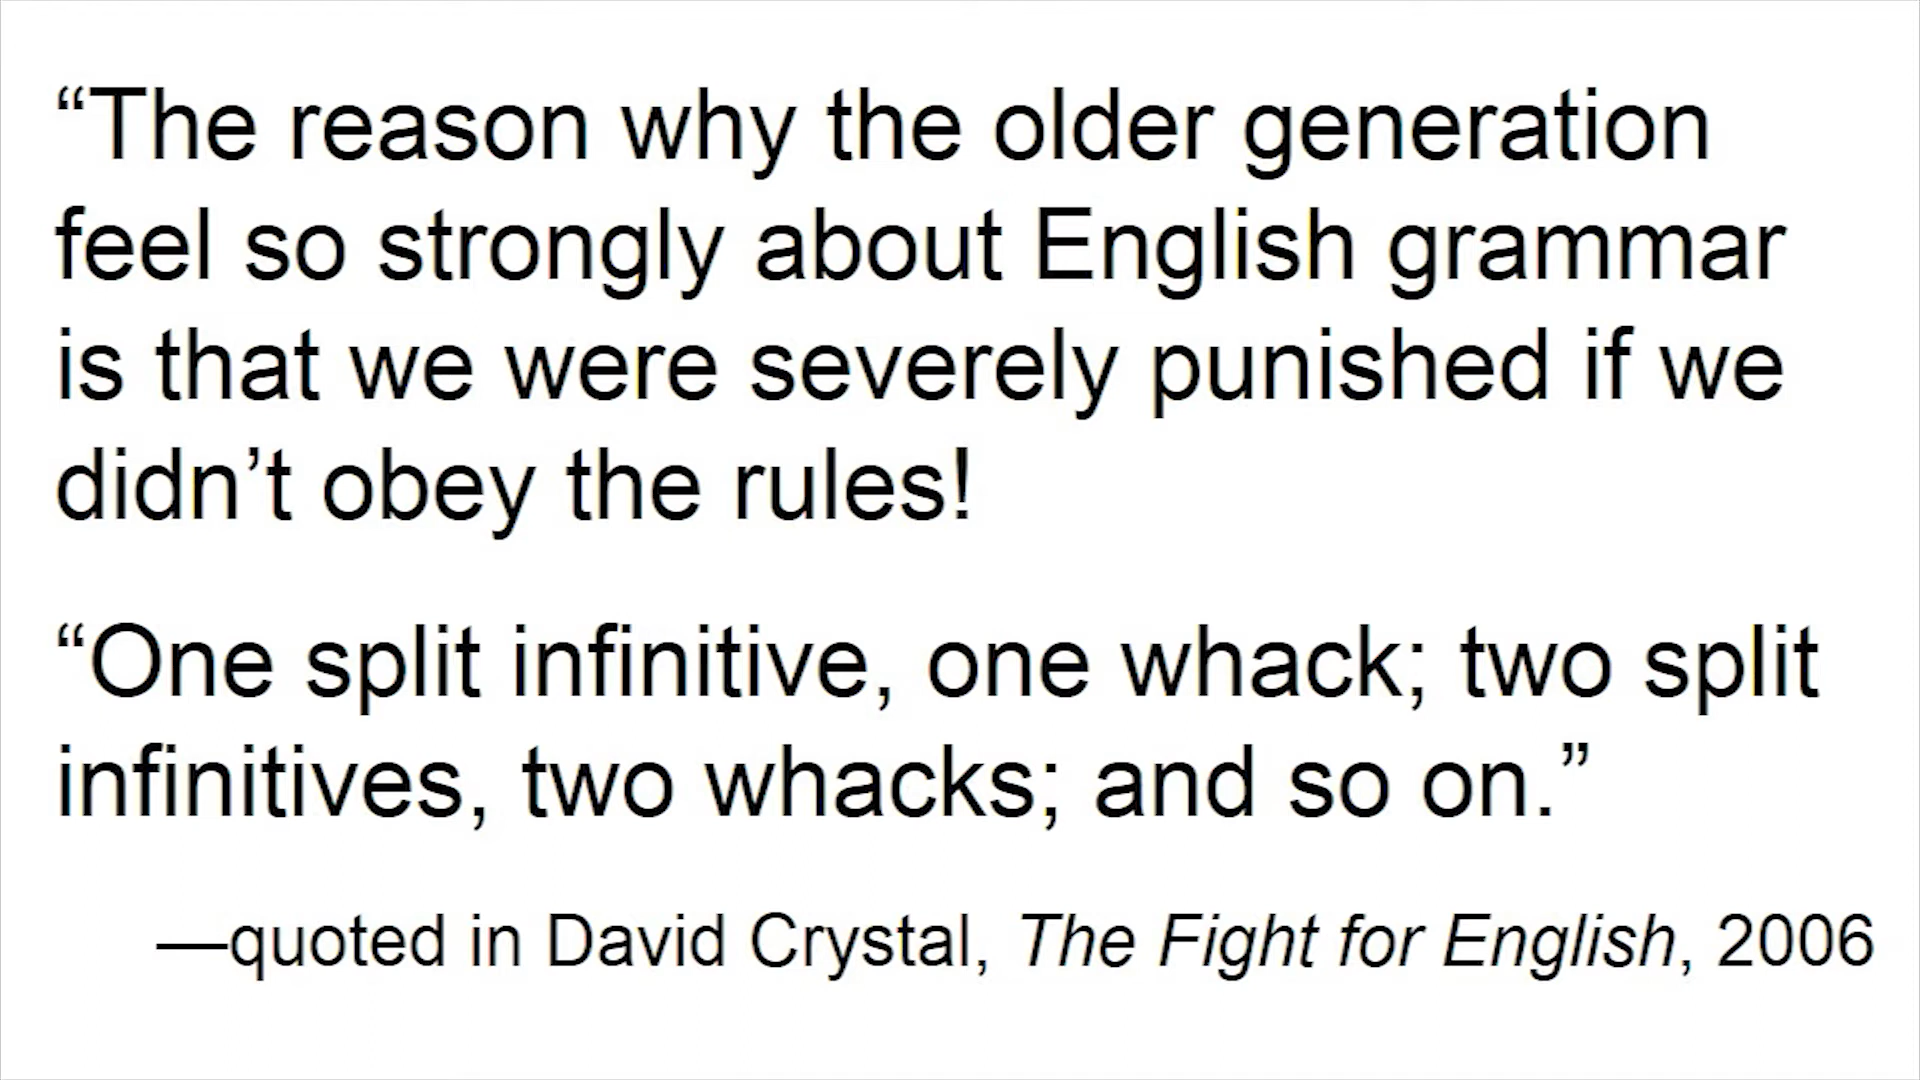 “The reason why the older generation
feel so strongly about English grammar
is that we were severely punished if we
didn’t obey the rules!
“One split infinitive, one whack; two split
infinitives, two whacks; and so on.”
—quoted in David Crystal, The Fight for English, 2006